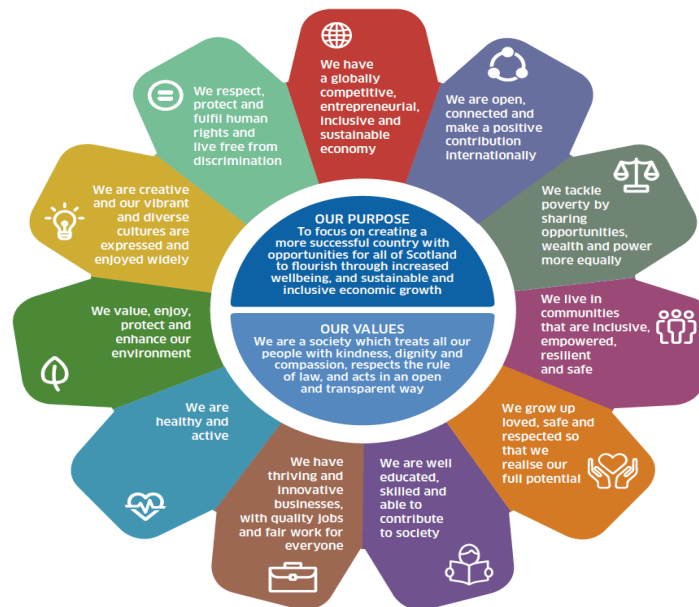 We have
a globally
competitive,
entrepreneurial,
inclusive and
sustainable
economy
We are open,
connected and
make a positive
contribution
internationally
We tackle
poverty by
sharing
opportunities,
wealth and power
more equally
We live in
communities
that are inclusive,
empowered,
resilient
and safe
We grow up
loved, safe and
respected so
that we
realise our
full potential
We are well
educated,
skilled and
able to
contribute
to society
We have
thriving and
innovative
businesses,
with quality jobs
and fair work for
everyone
We are
healthy and
active
We value, enjoy,
protect and
enhance our
environment
We are creative
and our vibrant
and diverse
cultures are
expressed and
enjoyed widely
We respect,
protect and
fulfil human
rights and
live free from
discrimination
OUR PURPOSE
To focus on creating a
more successful country with
opportunities for all of Scotland
to flourish through increased
wellbeing, and sustainable and
inclusive economic growth
OUR VALUES
We are a society which treats all our
people with kindness, dignity and
compassion, respects the rule
of law, and acts in an open
and transparent way